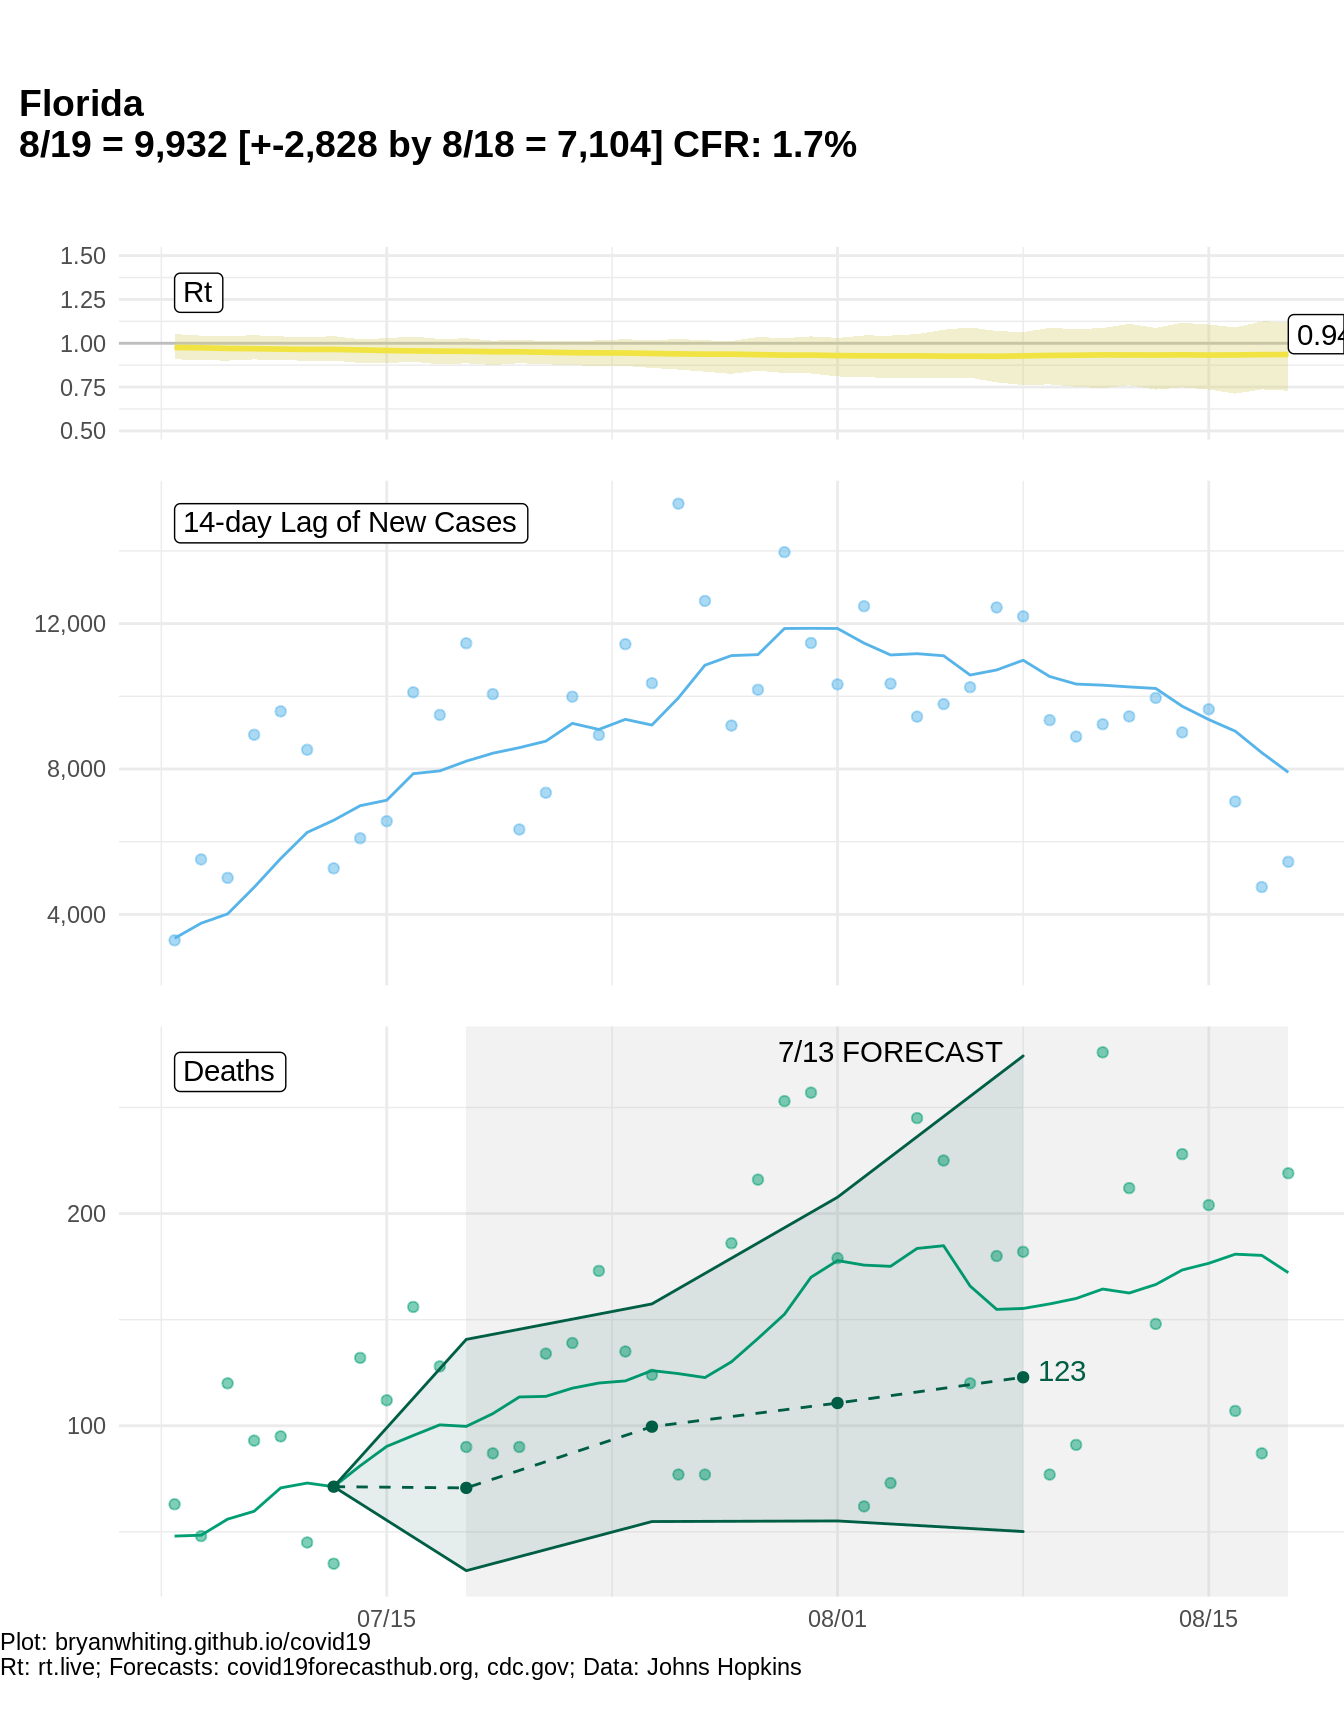 Florida
8/19 = 9,932 [+-2,828 by 8/18 = 7,104] CFR: 1.7%
1.50
1.25
1.00
0.75
0.50
Rt
0.94
14-day Lag of New Cases
12,000
8,000
4,000
Deaths
7/13 FORECAST
200
100
123
07/15
08/01
08/15
Plot: bryanwhiting.github.io/covid19
Rt: rt.live; Forecasts: covid19forecasthub.org, cdc.gov; Data: Johns Hopkins